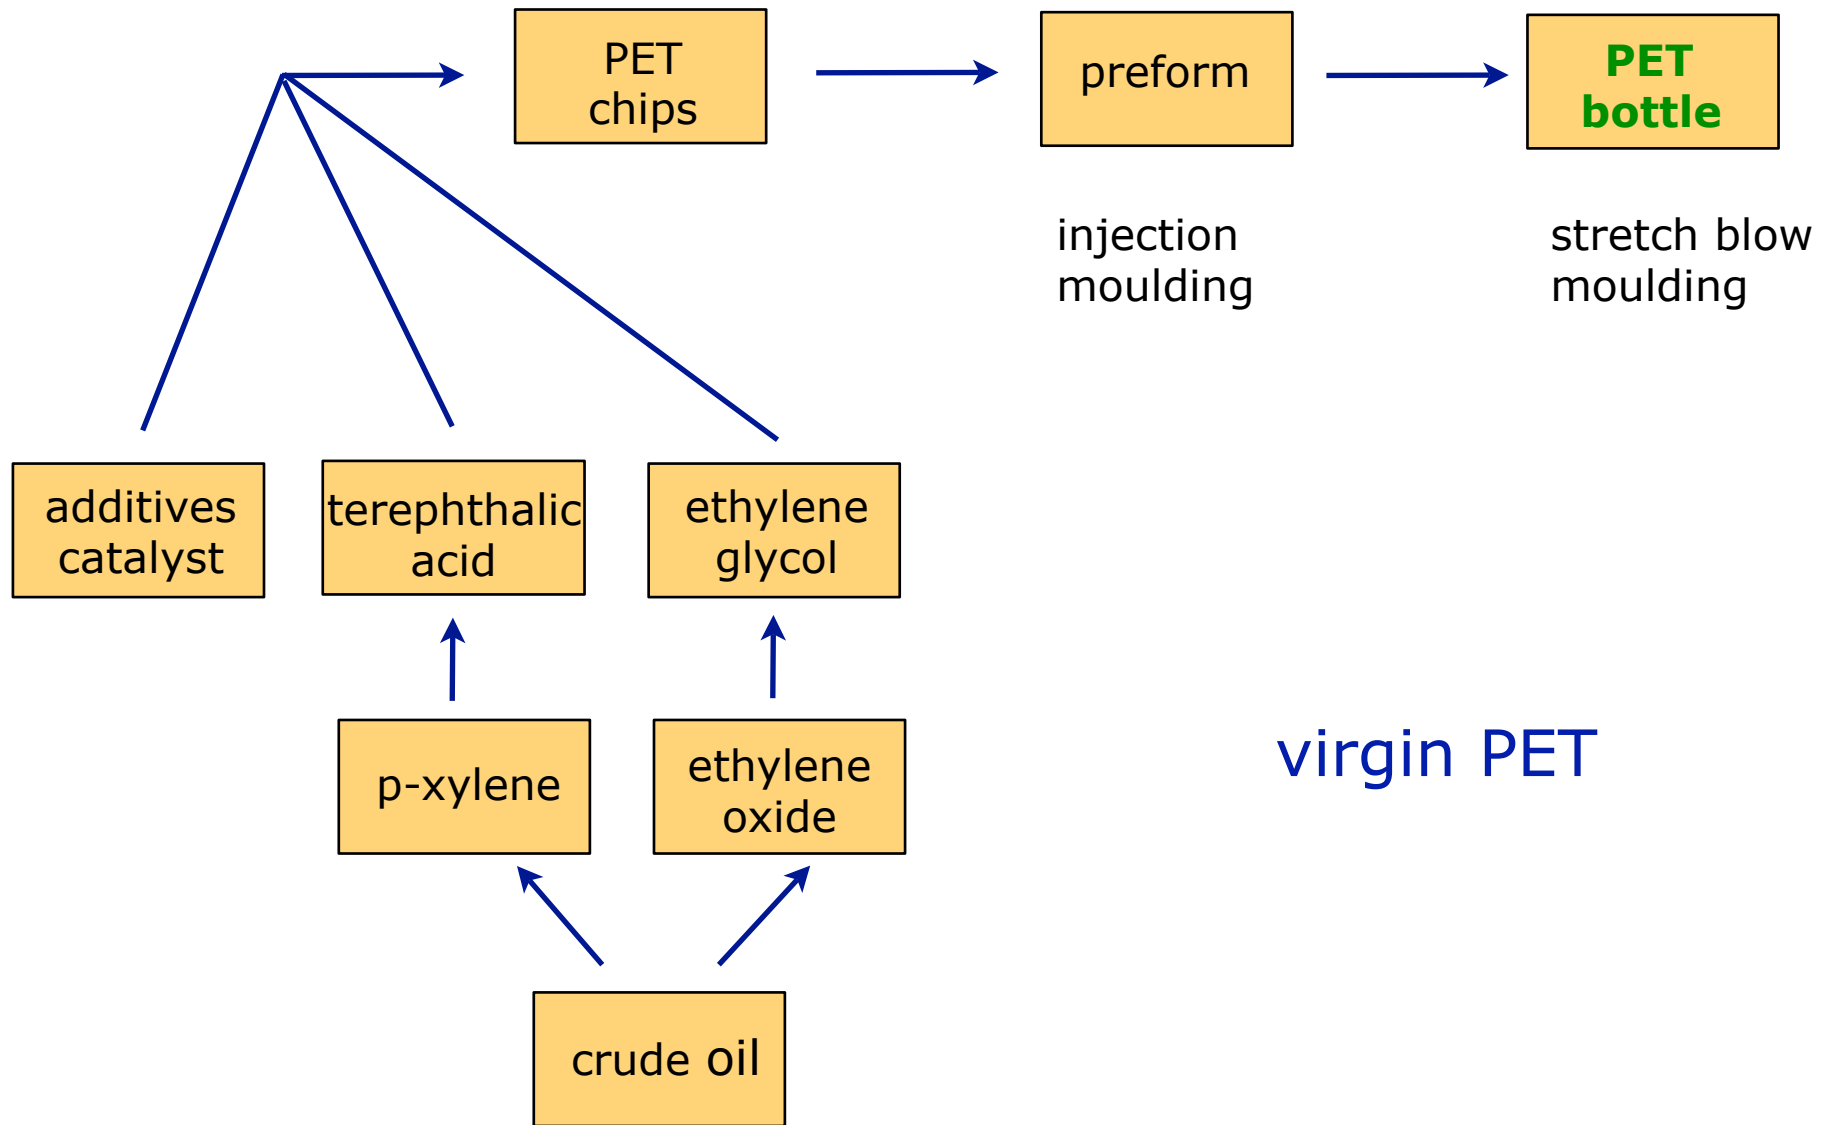 PET
chips
preform
PET
bottle
injection
moulding
stretch blow
moulding
additives
catalyst
terephthalic
acid
ethylene
glycol
p-xylene
ethylene
oxide
virgin PET
crude oil